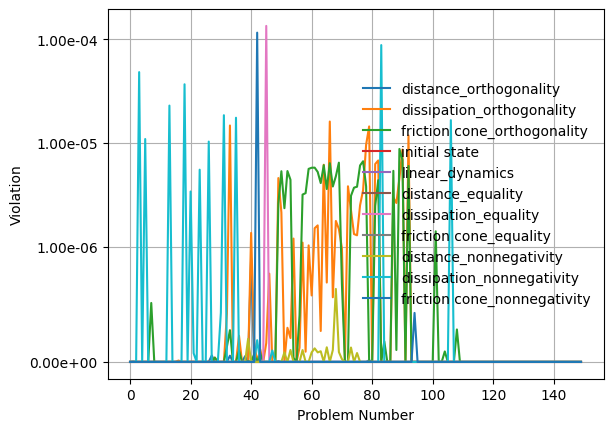 1.00e-04
1.00e-05
1.00e-06
0.00e+00
Violation
distance_orthogonality
dissipation_orthogonality
friction cone_orthogonality
initial state
linear_dynamics
distance_equality
dissipation_equality
friction cone_equality
distance_nonnegativity
dissipation_nonnegativity
friction cone_nonnegativity
0 20 40 60 80 100 120 140
Problem Number